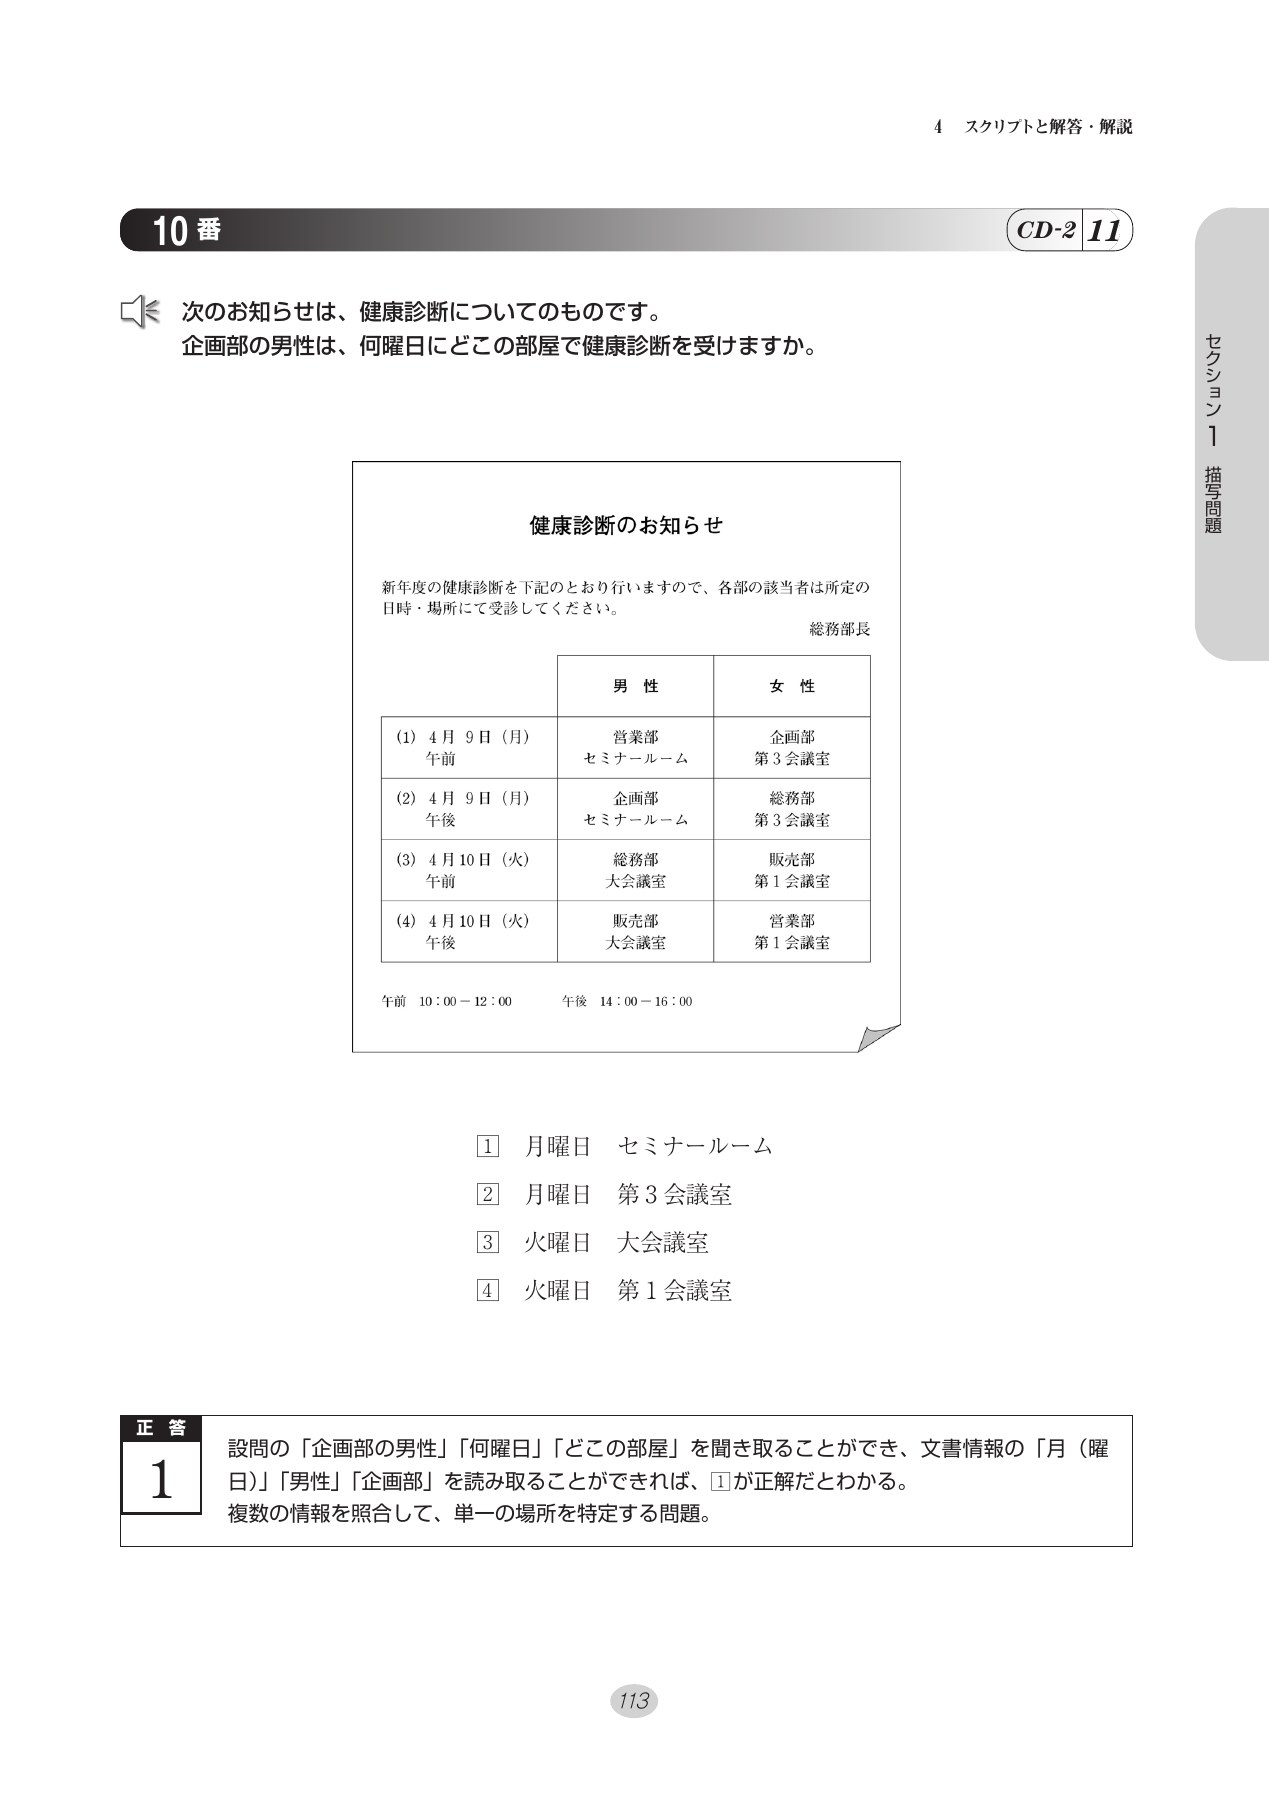 4 スクリプトと解答・解説
10番
CD-2 11
次のお知らせは、健康診断についてのものです。
企画部の男性は、何曜日にどこの部屋で健康診断を受けますか。
セクション1 描写問題
健康診断のお知らせ
新年度の健康診断を下記のとおり行いますので、各部の該当者は所定の
日時・場所にて受診してください。
総務部長
男 性 女 性
(1) 4月 9日(月) 営業部 企画部
午前 セミナールーム 第3会議室
(2) 4月 9日(月) 企画部 総務部
午後 セミナールーム 第3会議室
(3) 4月10日(火) 総務部 販売部
午前 大会議室 第1会議室
(4) 4月10日(火) 販売部 営業部
午後 大会議室 第1会議室
午前 10:00-12:00 午後 14:00-16:00
1 月曜日 セミナールーム
2 月曜日 第3会議室
3 火曜日 大会議室
4 火曜日 第1会議室
正 答
1
設問の「企画部の男性」「何曜日」「どこの部屋」を聞き取ることができ、文書情報の「月(曜
日)」「男性」「企画部」を読み取ることができれば、1が正解だとわかる。
複数の情報を照合して、単一の場所を特定する問題。
113